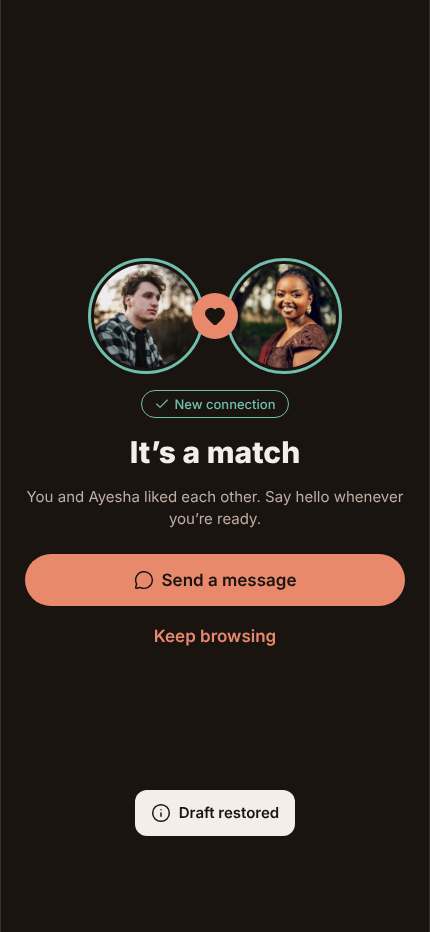 New connection
It’s a match
You and Ayesha liked each other. Say hello whenever
you’re ready.
Send a message
Keep browsing
Draft restored